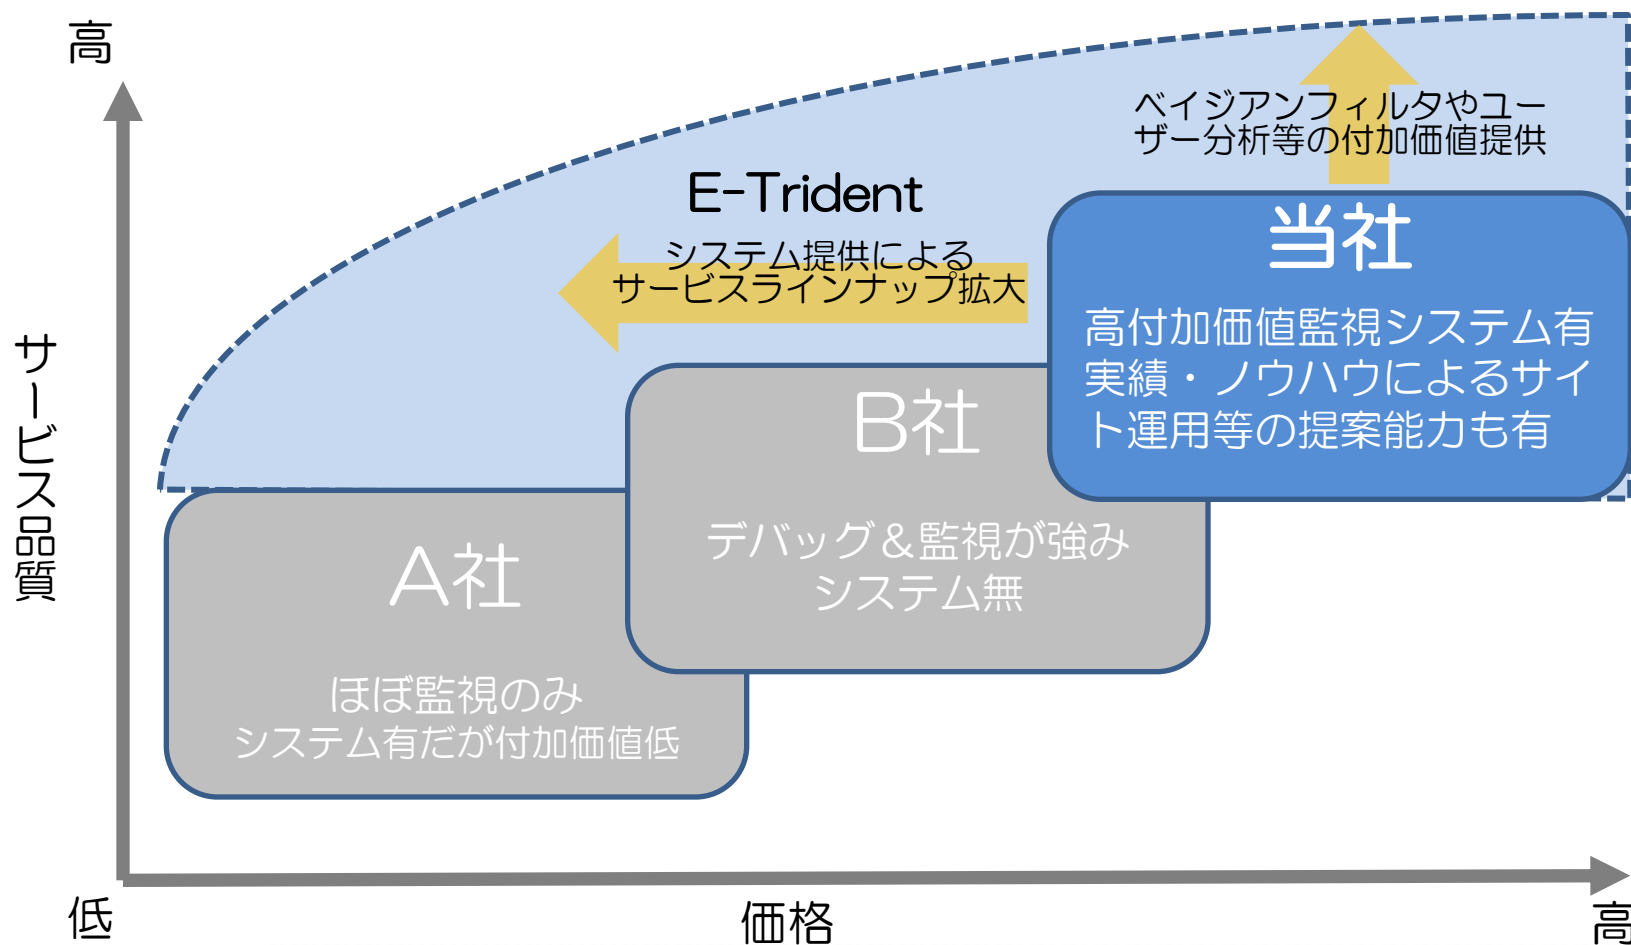 高
ベイジアンフィルタやユー
ザー分析等の付加価値提供
E-Trident
システム提供による
サービスラインナップ拡大
当社
高付加価値監視システム有
実績・ノウハウによるサイ
ト運用等の提案能力も有
サービス品質
B社
デバッグ＆監視が強み
システム無
A社
ほぼ監視のみ
システム有だが付加価値低
低
価格
高